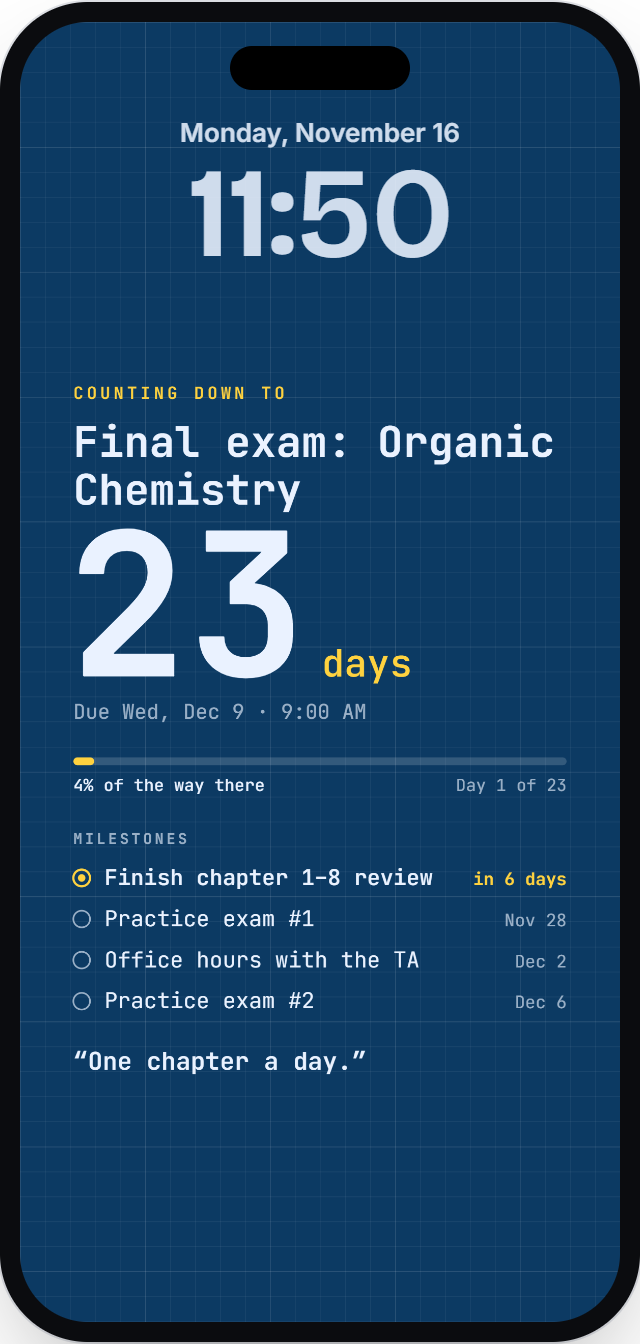 Monday, November 16
11:50
COUNTING DOWN TO
Final exam: Organic
Chemistry
23 days
Due Wed, Dec 9 · 9:00 AM
4% of the way there Day 1 of 23
MILESTONES
Finish chapter 1–8 review in 6 days
Practice exam #1 Nov 28
Office hours with the TA Dec 2
Practice exam #2 Dec 6
“One chapter a day.”